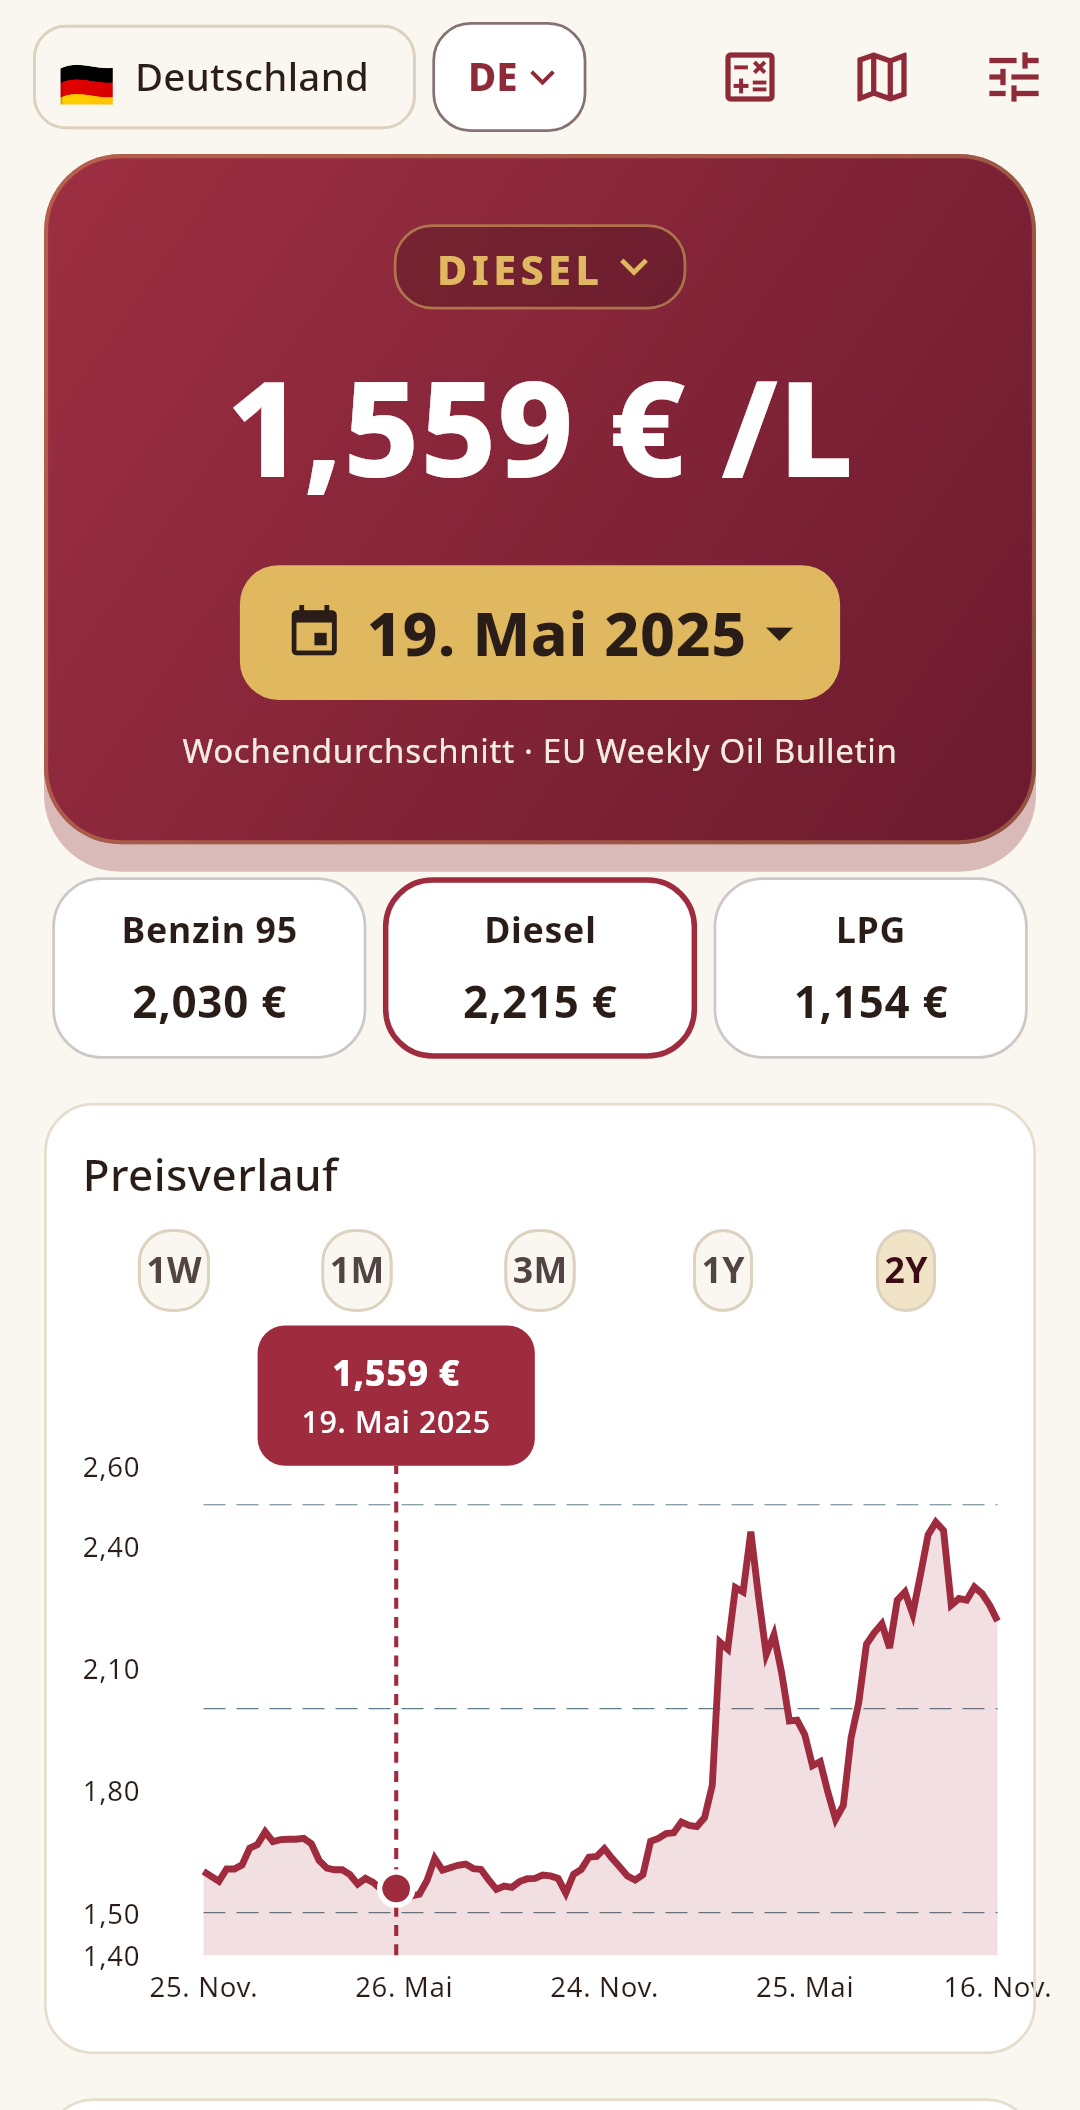 Deutschland
DE
DIESEL
1,559 € /L
19. Mai 2025
Wochendurchschnitt · EU Weekly Oil Bulletin
Benzin 95
2,030 €
Diesel
2,215 €
LPG
1,154 €
Preisverlauf
1W 1M 3M 1Y 2Y
1,559 €
19. Mai 2025
2,60
2,40
2,10
1,80
1,50
1,40
25. Nov. 26. Mai 24. Nov. 25. Mai 16. Nov.